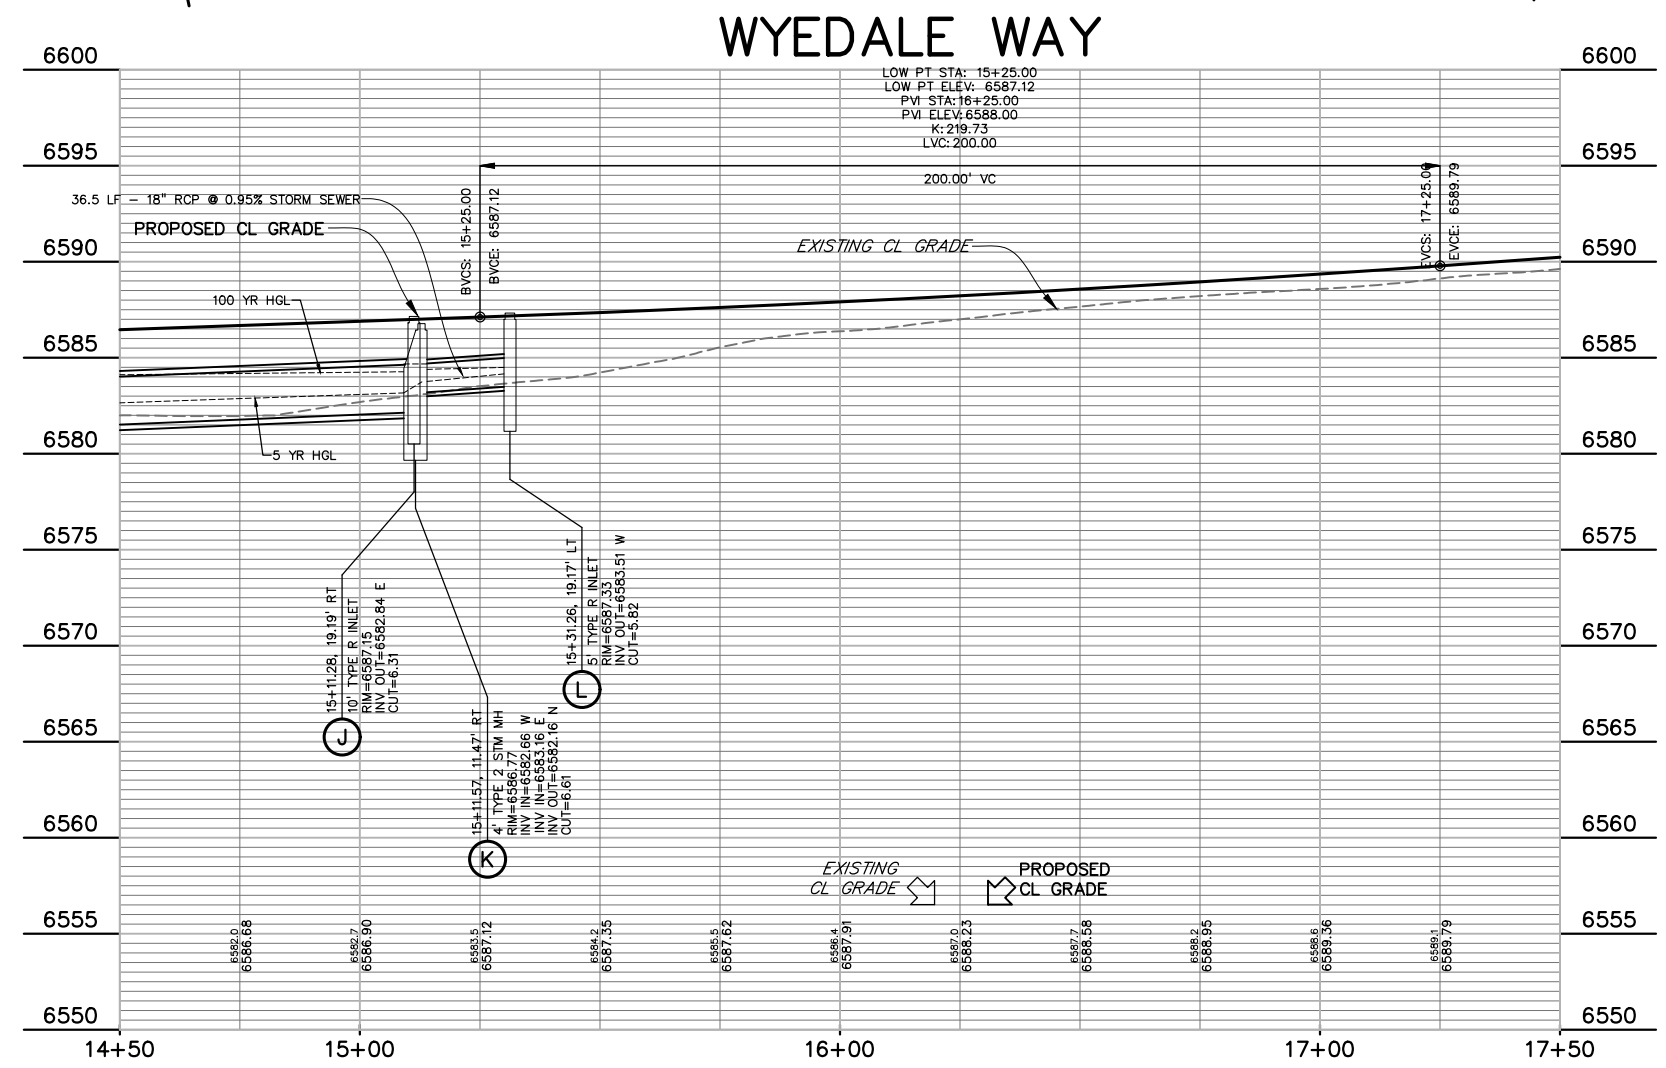 WYEDALE WAY
6600
6600
LOW PT STA: 15+25.00
LOW PT ELEV: 6587.12
PVI STA:16+25.00
PVI ELEV:6588.00
K:219.73
LVC:200.00
6595
6595
200.00' VC
36.5 LF - 18" RCP @ 0.95% STORM SEWER
PROPOSED CL GRADE
BVCS: 15+25.00
BVCE: 6587.12
EVCS: 17+25.00
EVCE: 6589.79
EXISTING CL GRADE
6590
6590
100 YR HGL
6585
6585
5 YR HGL
6580
6580
6575
6575
15+11.28, 19.19' RT
10' TYPE R INLET
RIM=6587.15
INV OUT=6582.84 E
CUT=6.31
J
15+31.26, 19.17' LT
5' TYPE R INLET
RIM=6587.33
INV OUT=6583.51 W
CUT=5.82
L
6570
6570
6565
6565
15+11.57, 11.47' RT
4' TYPE 2 STM MH
RIM=6586.77
INV IN=6582.66 W
INV IN=6583.16 E
INV OUT=6582.16 N
CUT=6.61
K
6560
6560
EXISTING
CL GRADE
PROPOSED
CL GRADE
6555
6555
6582.0
6586.68
6582.7
6586.90
6583.5
6587.12
6584.2
6587.35
6585.5
6587.62
6586.4
6587.91
6587.0
6588.23
6587.7
6588.58
6588.2
6588.95
6588.6
6589.36
6589.1
6589.79
6550
6550
14+50
15+00
16+00
17+00
17+50